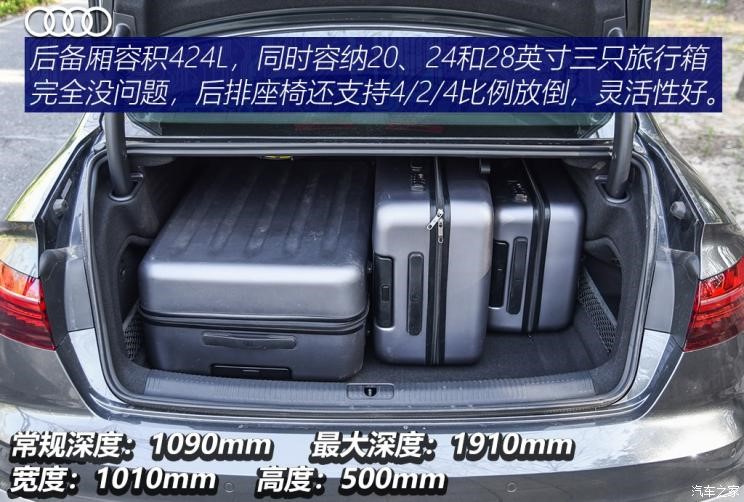 后备厢容积424L，同时容纳20、24和28英寸三只旅行箱
完全没问题，后排座椅还支持4/2/4比例放倒，灵活性好。
常规深度：1090mm 最大深度：1910mm
宽度：1010mm 高度：500mm
汽车之家